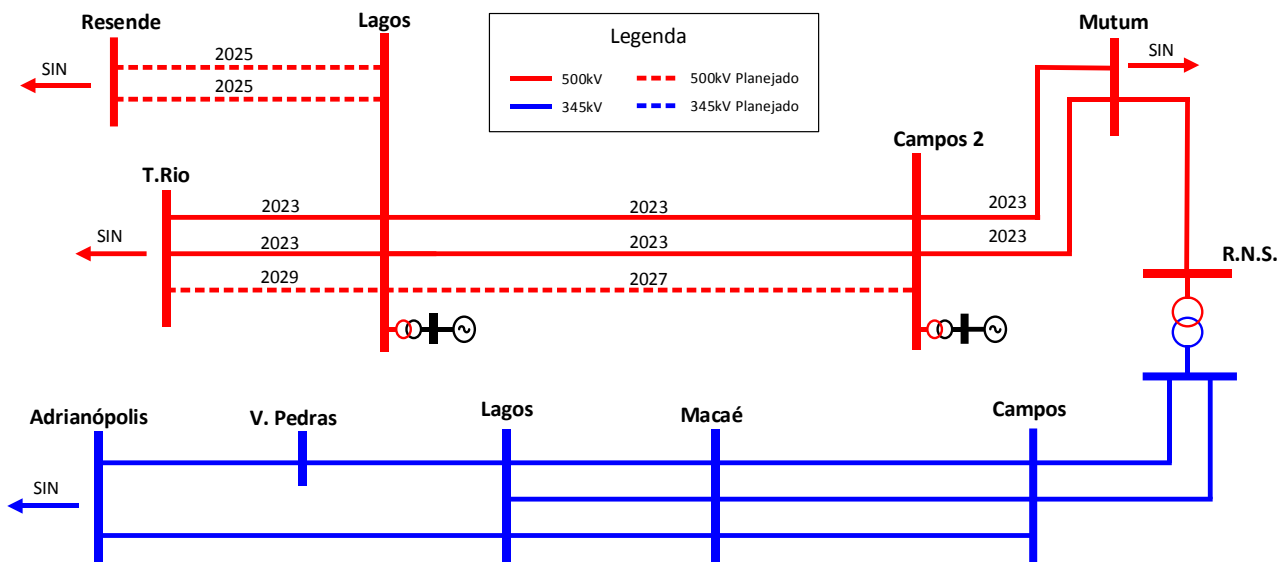 Resende
Lagos
Mutum
SIN
2025
2025
Legenda
500kV
500kV Planejado
345kV
345kV Planejado
SIN
T.Rio
Campos 2
2023
2023
2023
SIN
2023
2023
2023
2029
2027
R.N.S.
Adrianópolis
V. Pedras
Lagos
Macaé
Campos
SIN